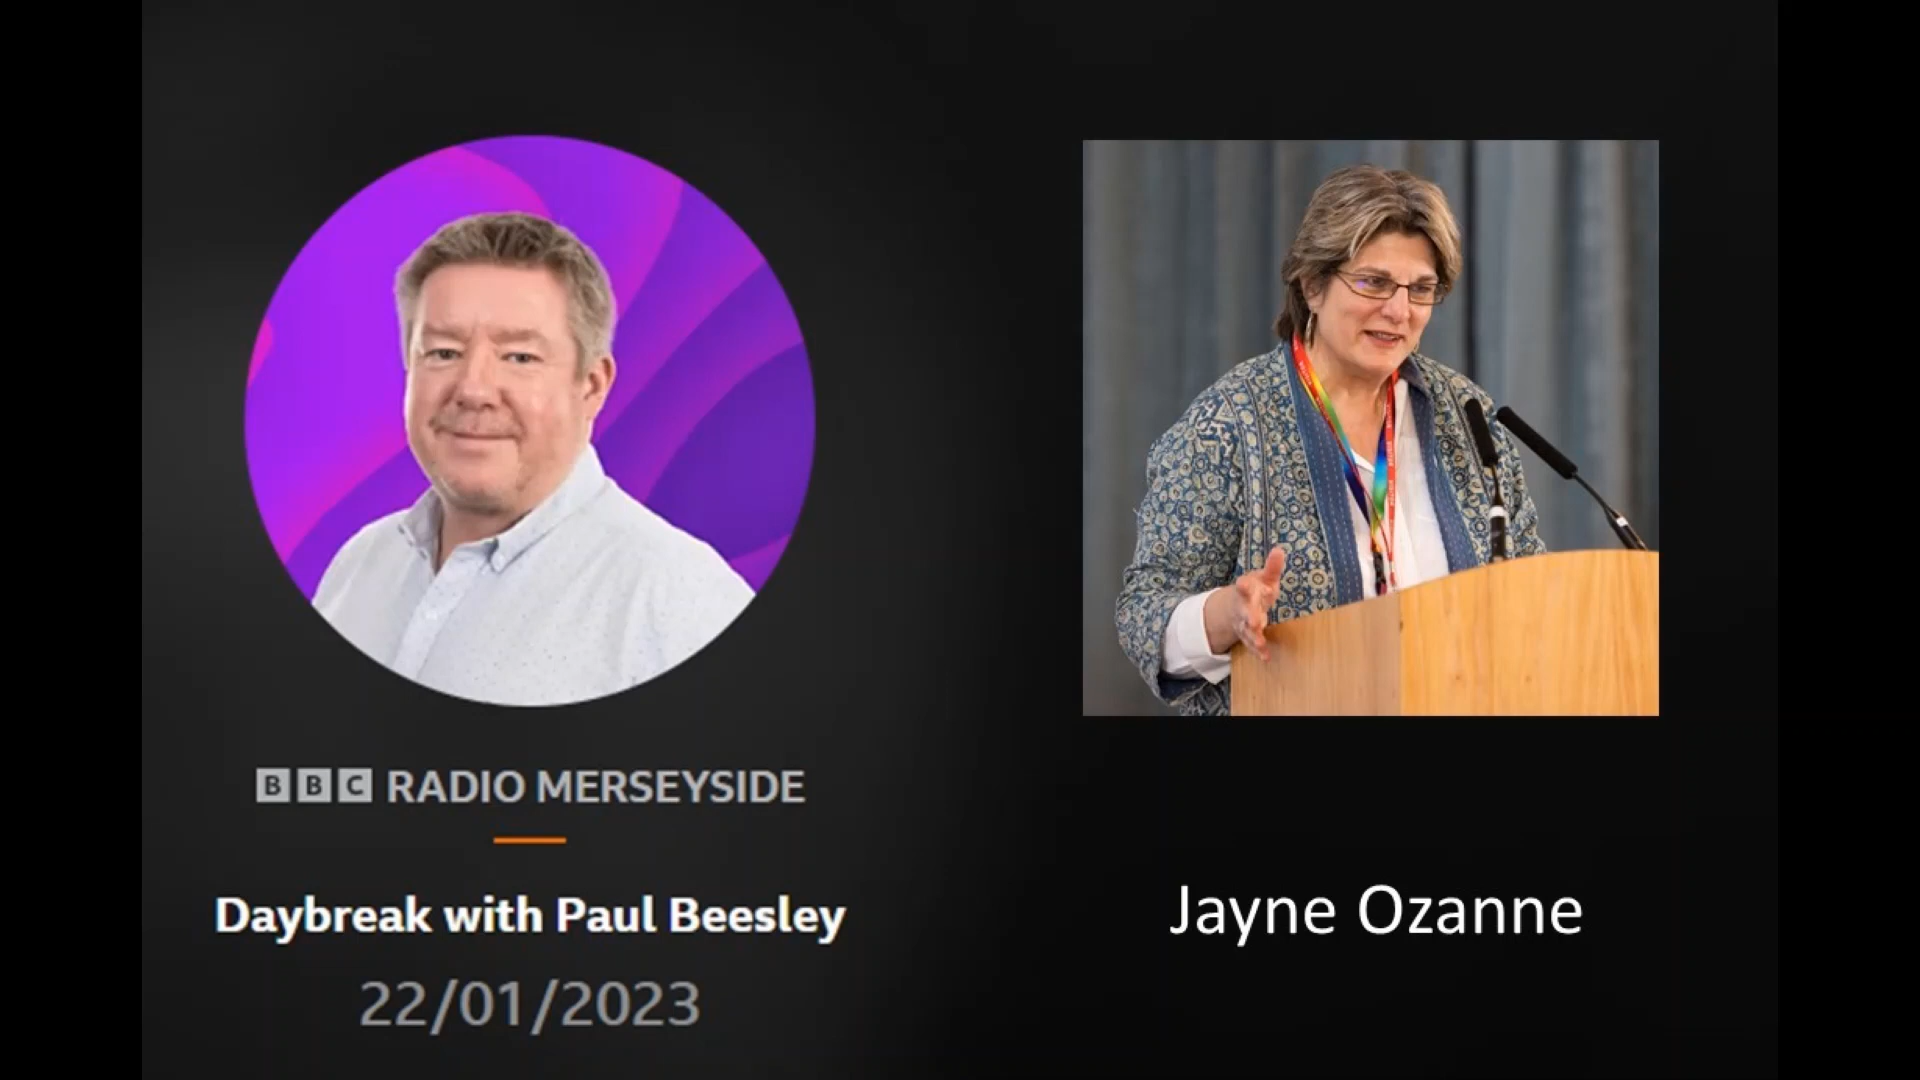 BBC RADIO MERSEYSIDE
Daybreak with Paul Beesley
22/01/2023
Jayne Ozanne